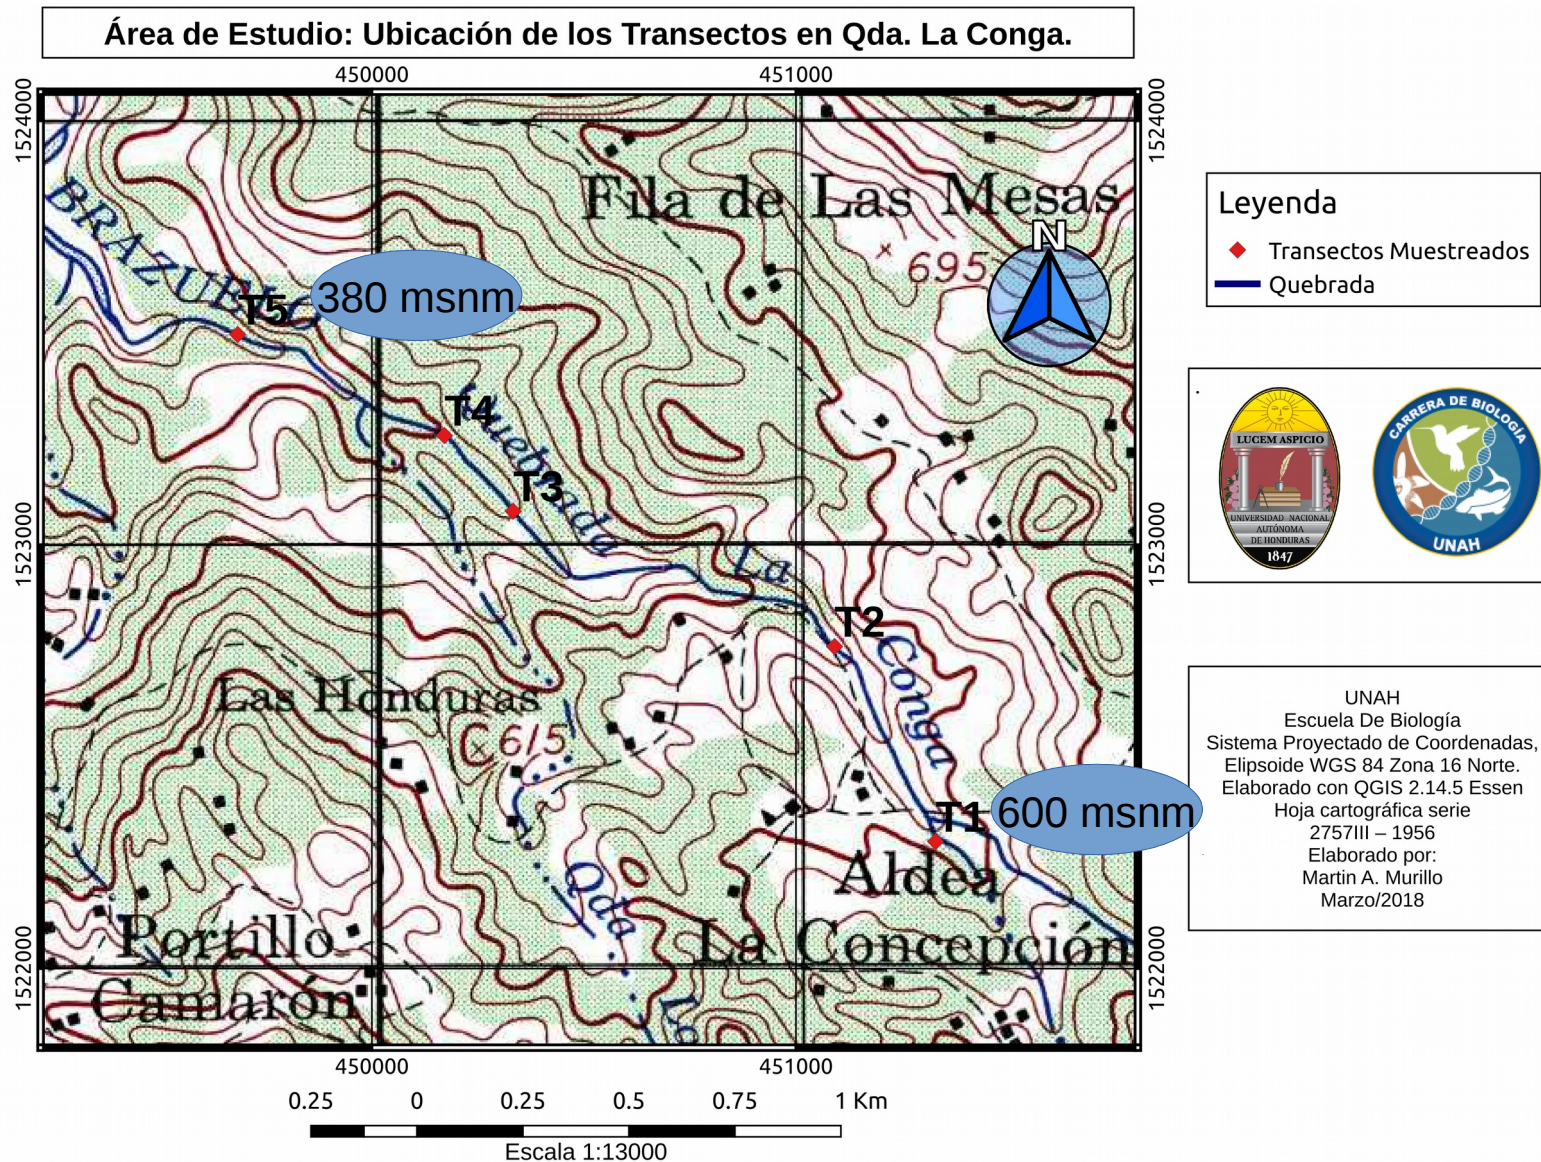 Área de Estudio: Ubicación de los Transectos en Qda. La Conga.
450000 451000
1524000 1524000
Fila de Las Mesas
N
695
BRAZUELO
T5
380 msnm
T4
Quebrada
T3
1523000 1523000
La
T2
Conga
Las Honduras
615
T1
600 msnm
Aldea
La Concepción
Qda
Lo
Portillo
Camarón
1522000 1522000
450000 451000
0.25 0 0.25 0.5 0.75 1 Km
Escala 1:13000
Leyenda
Transectos Muestreados
Quebrada
LUCEM ASPICIO
UNIVERSIDAD NACIONAL
AUTÓNOMA
DE HONDURAS
1847
CARRERA DE BIOLOGÍA
UNAH
UNAH
Escuela De Biología
Sistema Proyectado de Coordenadas,
Elipsoide WGS 84 Zona 16 Norte.
Elaborado con QGIS 2.14.5 Essen
Hoja cartográfica serie
2757III – 1956
Elaborado por:
Martin A. Murillo
Marzo/2018